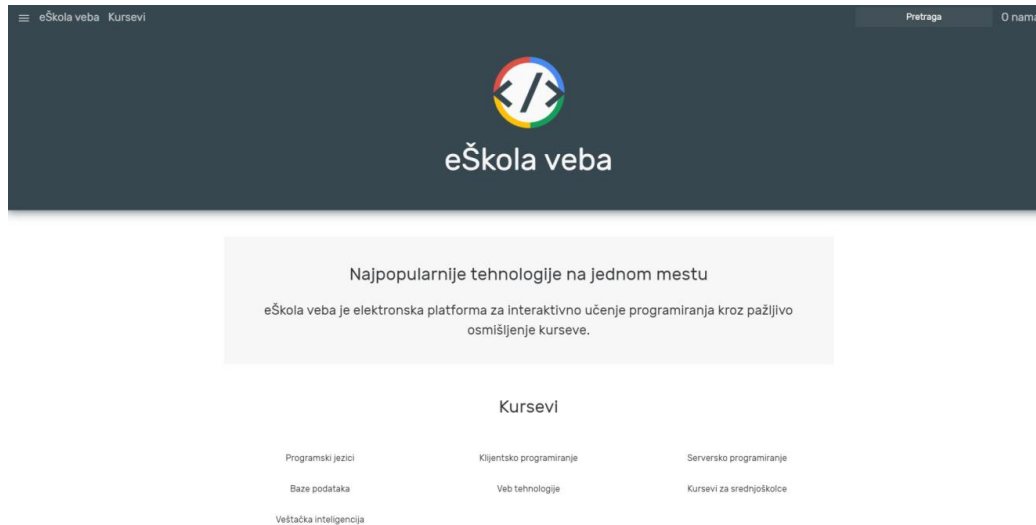 eŠkola veba Kursevi Pretraga O nama
</>
eŠkola veba
Najpopularnije tehnologije na jednom mestu
eŠkola veba je elektronska platforma za interaktivno učenje programiranja kroz pažljivo
osmišljenje kurseve.
Kursevi
Programski jezici Klijentsko programiranje Serversko programiranje
Baze podataka Veb tehnologije Kursevi za srednjoškolce
Veštačka inteligencija